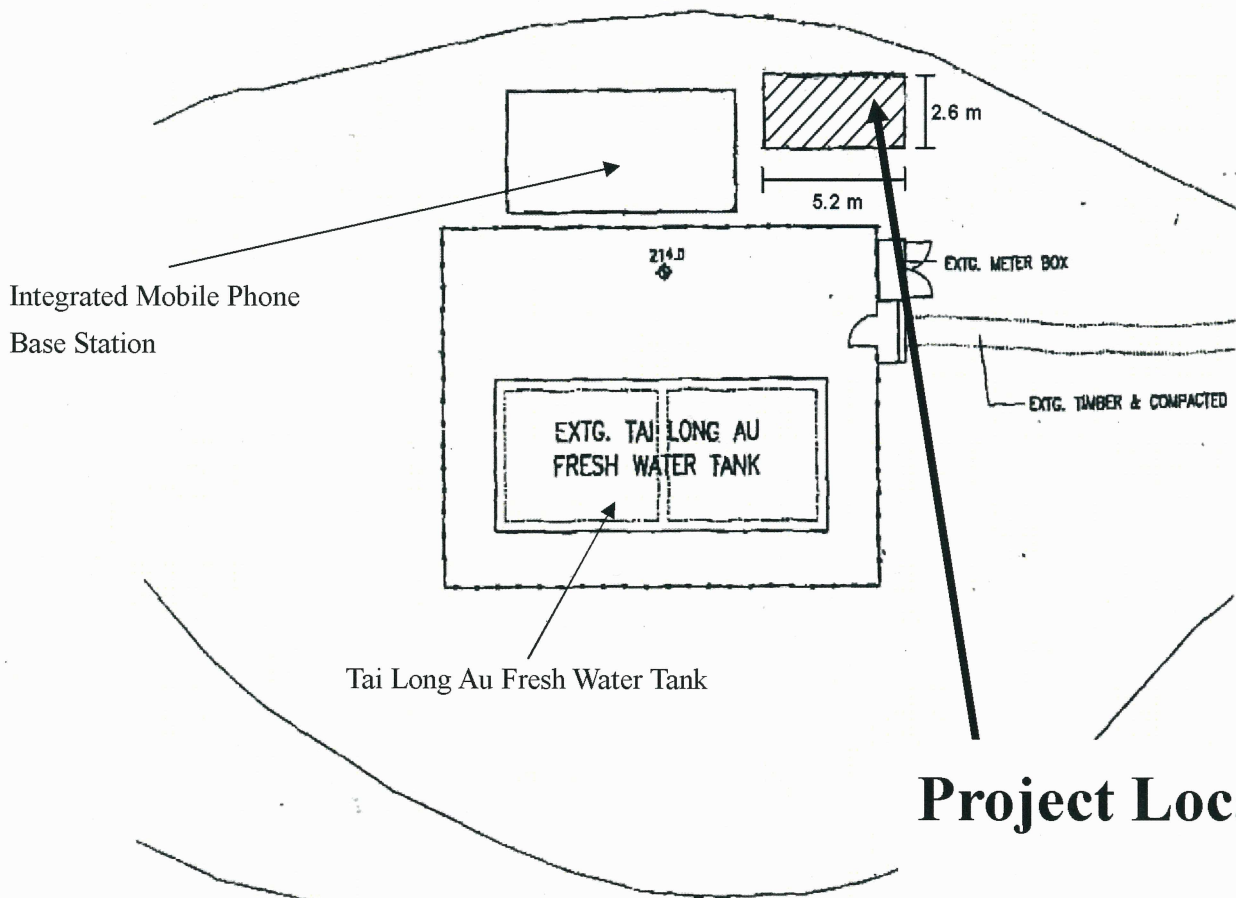 2.6 m
5.2 m
214.0
EXTG. METER BOX
Integrated Mobile Phone
Base Station
EXTG. TIMBER & COMPACTED
EXTG. TAI LONG AU
FRESH WATER TANK
Tai Long Au Fresh Water Tank
Project Loc